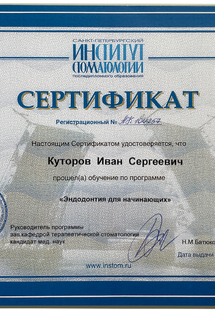 САНКТ-ПЕТЕРБУРГСКИЙ
ИНСТИТУТ
СТОМАТОЛОГИИ
последипломного образования
СЕРТИФИКАТ
Регистрационный №
Настоящим Сертификатом удостоверяется, что
Куторов Иван Сергеевич
прошел(а) обучение по программе
«Эндодонтия для начинающих»
Руководитель программы
зав.кафедрой терапевтической стоматологии
кандидат мед. наук
Н.М.Батюко
Дата выдачи
www.instom.ru